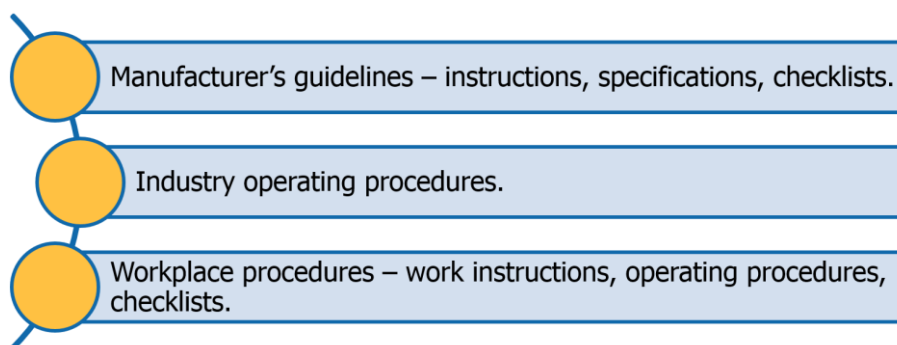 Manufacturer’s guidelines – instructions, specifications, checklists.
Industry operating procedures.
Workplace procedures – work instructions, operating procedures,
checklists.